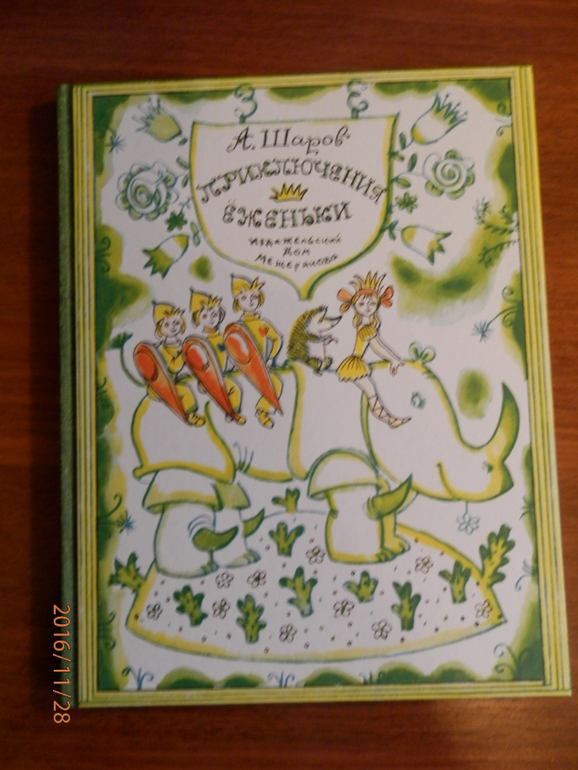 А. Шаров
ПРИКЛЮЧЕНИЯ
ЁЖЕНЬКИ
ИЗДАТЕЛЬСКИЙ
ДОМ
МЕЩЕРЯКОВА
2016/11/28